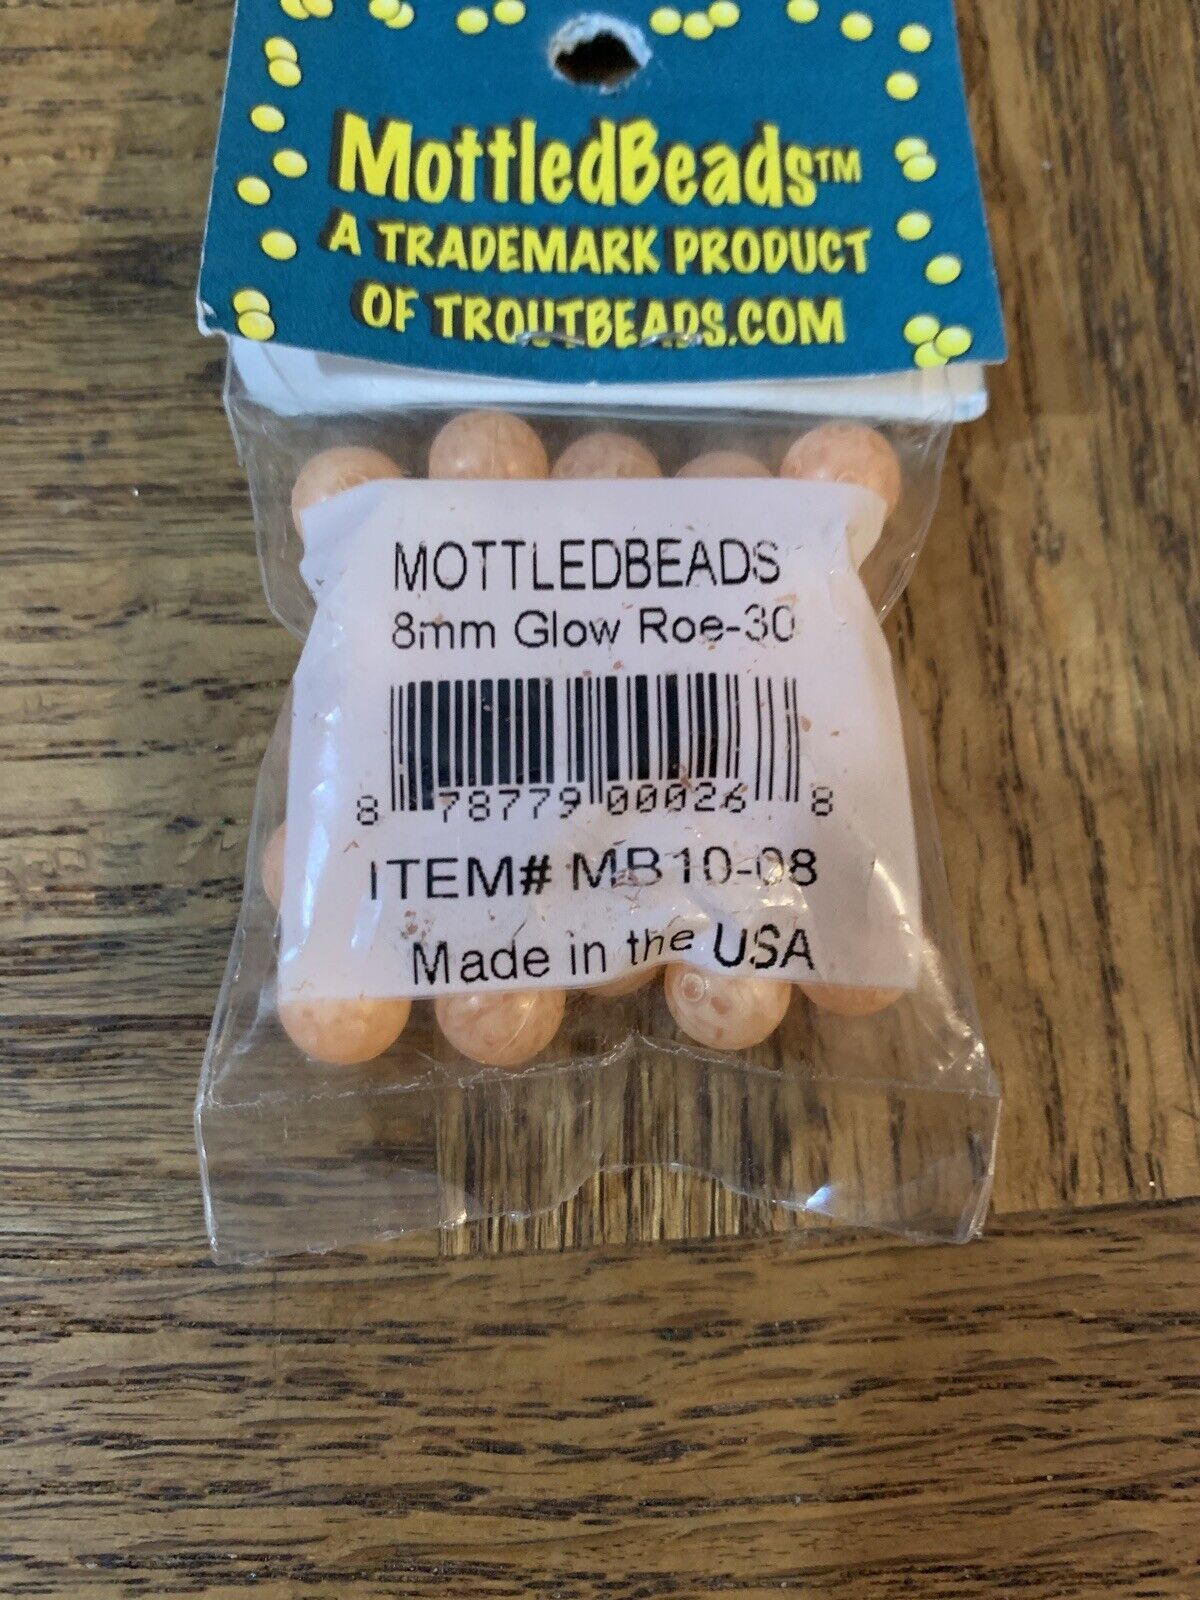 MottledBeads™
A TRADEMARK PRODUCT
OF TROUTBEADS.COM
MOTTLEDBEADS
8mm Glow Roe-30
8 78779 00026 8
ITEM# MB10-08
Made in the USA